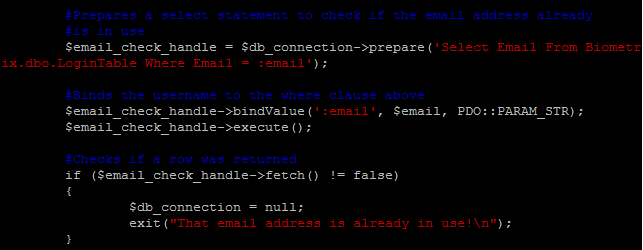 #Prepares a select statement to check if the email address already
#is in use
$email_check_handle = $db_connection->prepare('Select Email From Biometr
ix.dbo.LoginTable Where Email = :email');
#Binds the username to the where clause above
$email_check_handle->bindValue(':email', $email, PDO::PARAM_STR);
$email_check_handle->execute();
#Checks if a row was returned
if ($email_check_handle->fetch() != false)
{
$db_connection = null;
exit("That email address is already in use!\n");
}